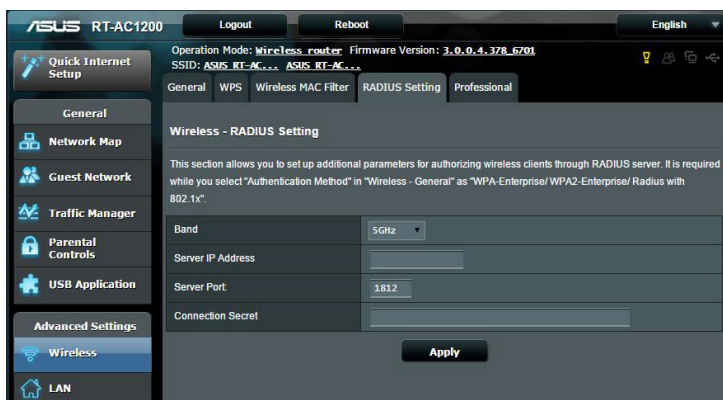 ASUS RT-AC1200 Logout Reboot English
Quick Internet Setup
Operation Mode: Wireless router Firmware Version: 3.0.0.4.378_6701
SSID: ASUS RT-AC... ASUS RT-AC...
General WPS Wireless MAC Filter RADIUS Setting Professional
General
Network Map
Guest Network
Traffic Manager
Parental Controls
USB Application
Advanced Settings
Wireless
LAN
Wireless - RADIUS Setting
This section allows you to set up additional parameters for authorizing wireless clients through RADIUS server. It is required
while you select "Authentication Method" in "Wireless - General" as "WPA-Enterprise/ WPA2-Enterprise/ Radius with
802.1x".
Band 5GHz
Server IP Address
Server Port: 1812
Connection Secret
Apply